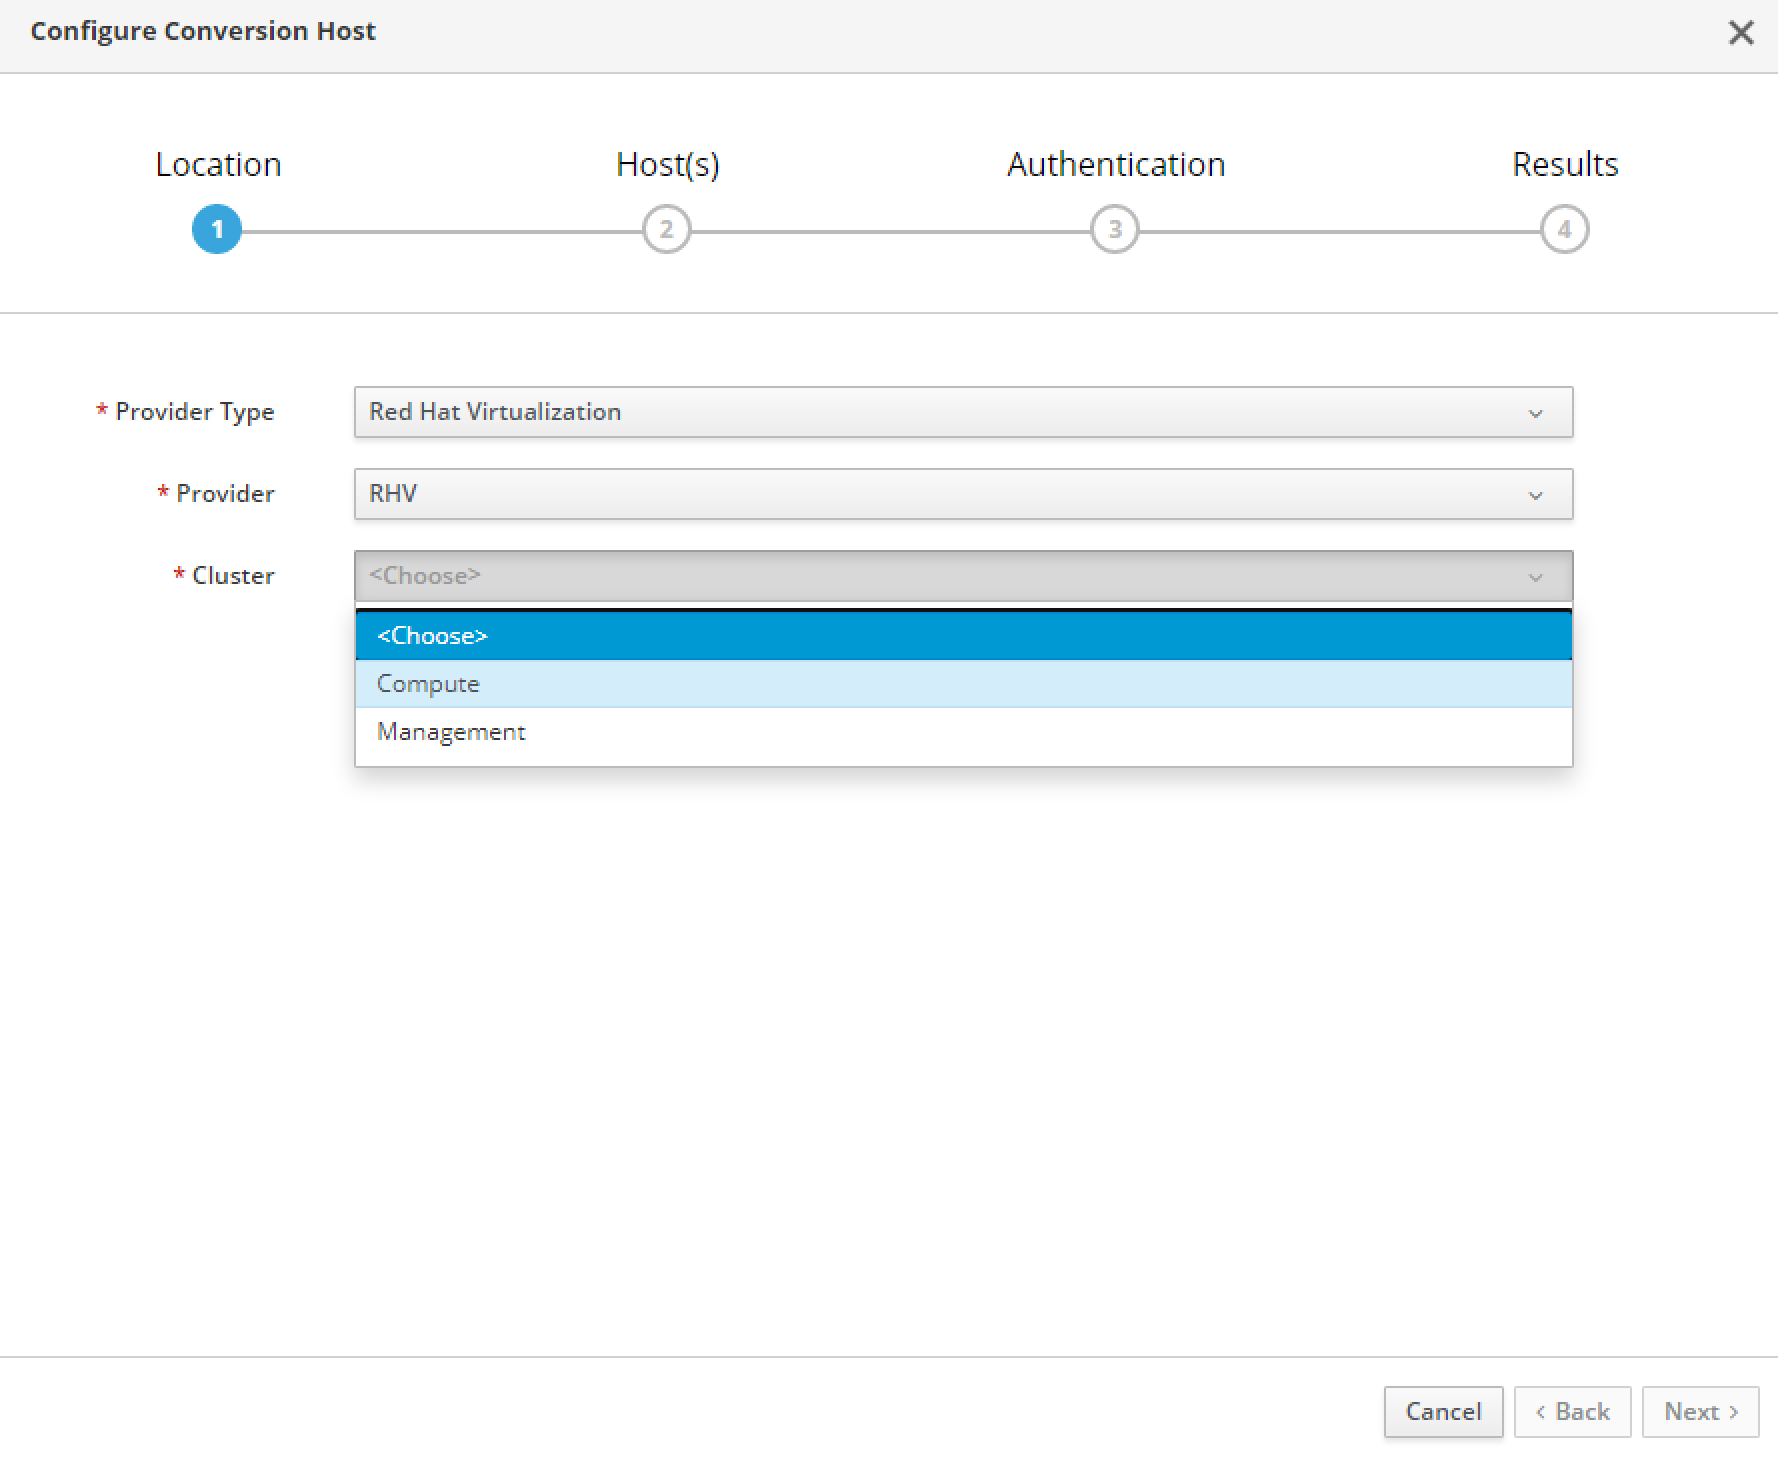 Configure Conversion Host
Location Host(s) Authentication Results
1 2 3 4
* Provider Type Red Hat Virtualization
* Provider RHV
* Cluster <Choose>
<Choose>
Compute
Management
Cancel < Back Next >